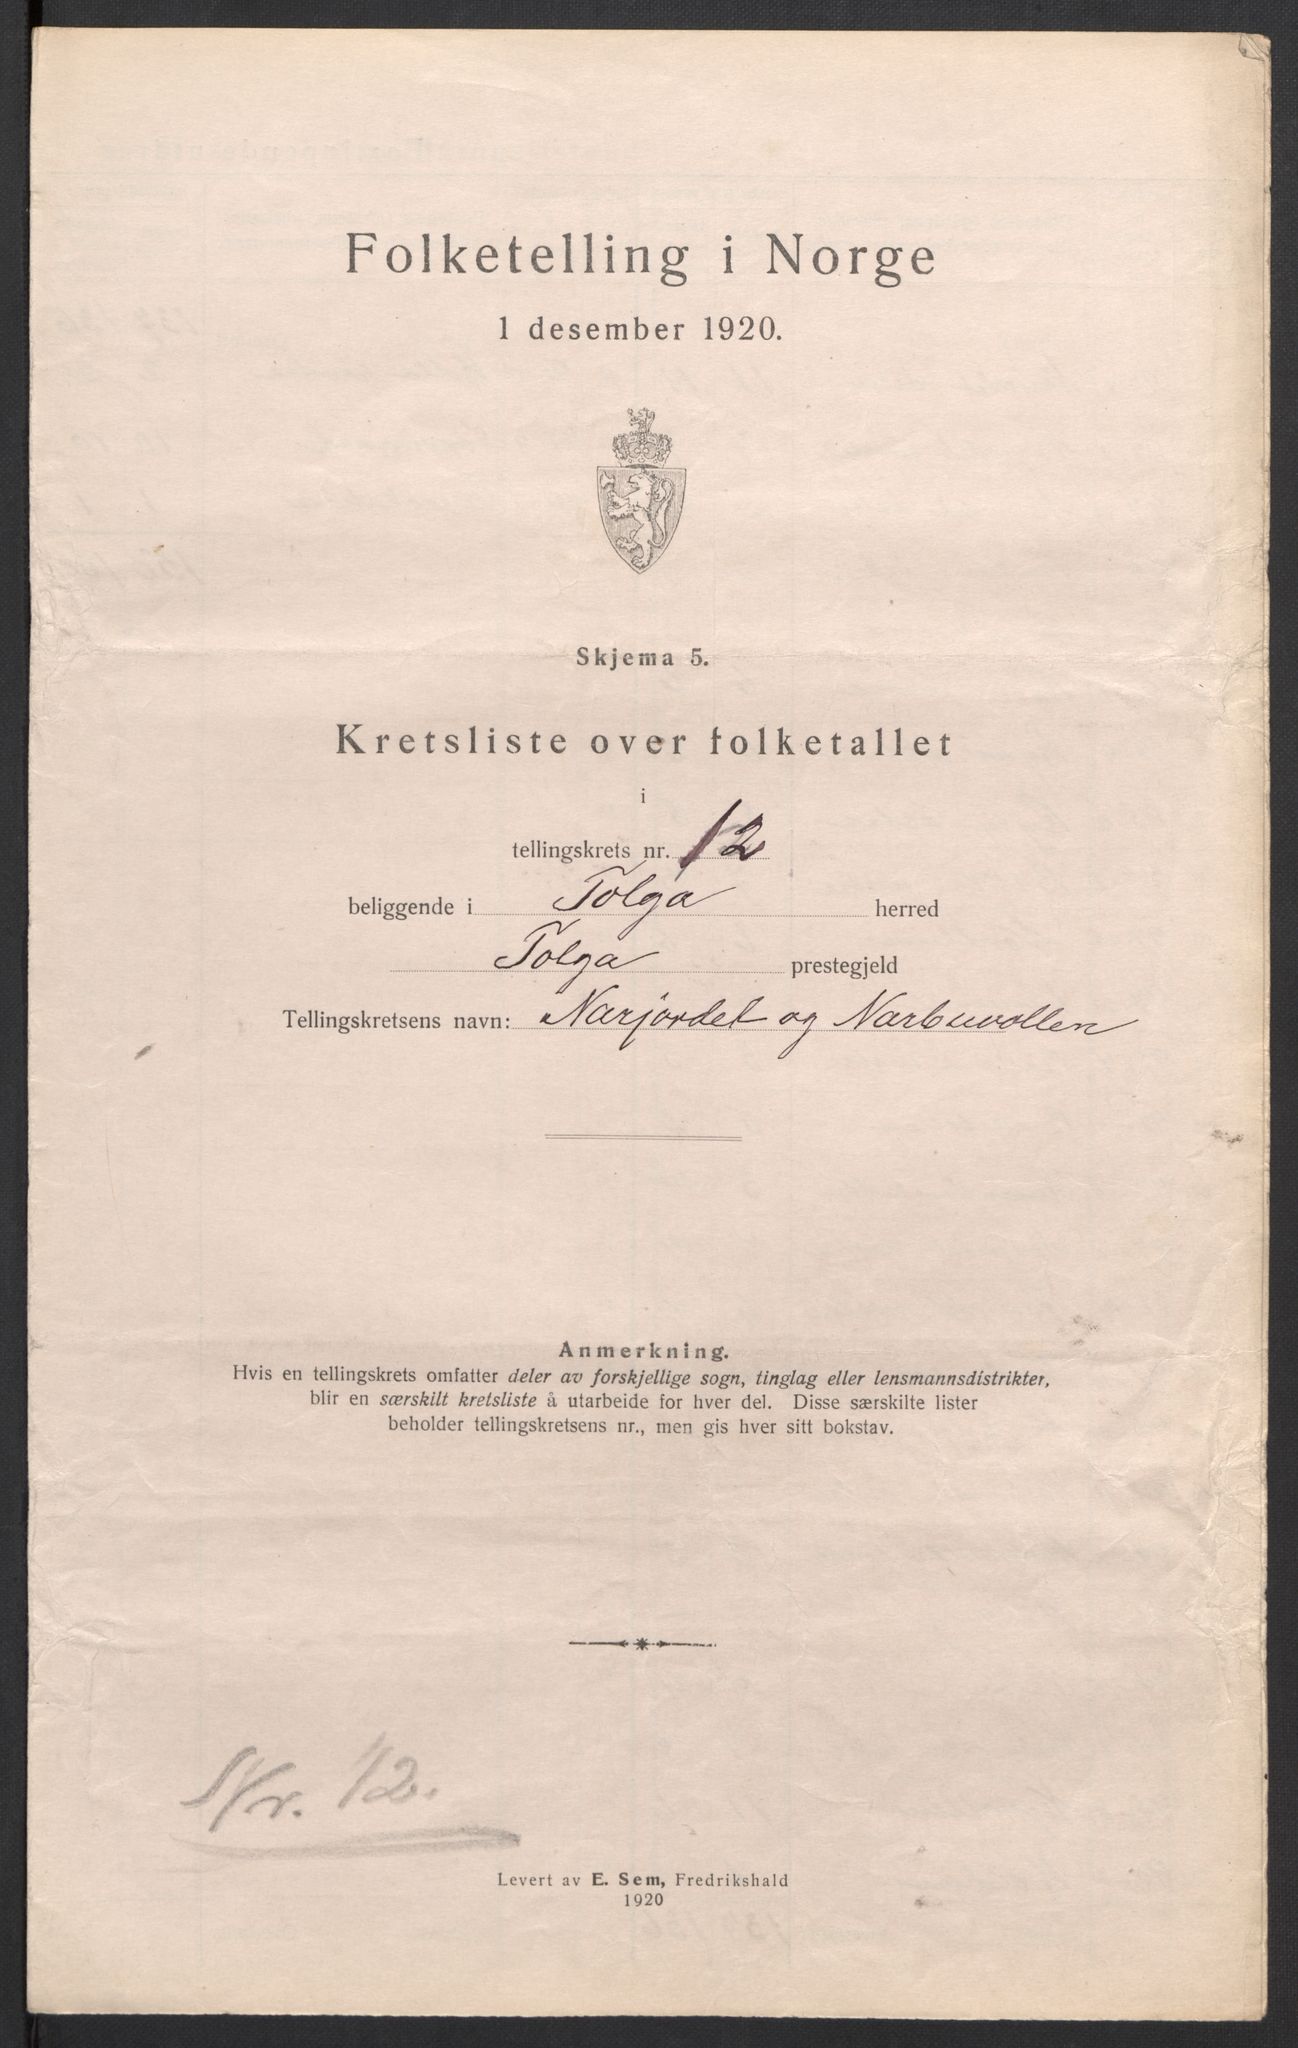 Folketelling i Norge
1 desember 1920.
Skjema 5.
Kretsliste over folketallet
i
tellingskrets nr. 12
beliggende i Tolga herred
Tolga prestegjeld
Tellingskretsens navn: Narjordet og Narbuvollen
Anmerkning.
Hvis en tellingskrets omfatter deler av forskjellige sogn, tinglag eller lensmannsdistrikter,
blir en særskilt kretsliste å utarbeide for hver del. Disse særskilte lister
beholder tellingskretsens nr., men gis hver sitt bokstav.
Nr. 12.
Levert av E. Sem, Fredrikshald
1920